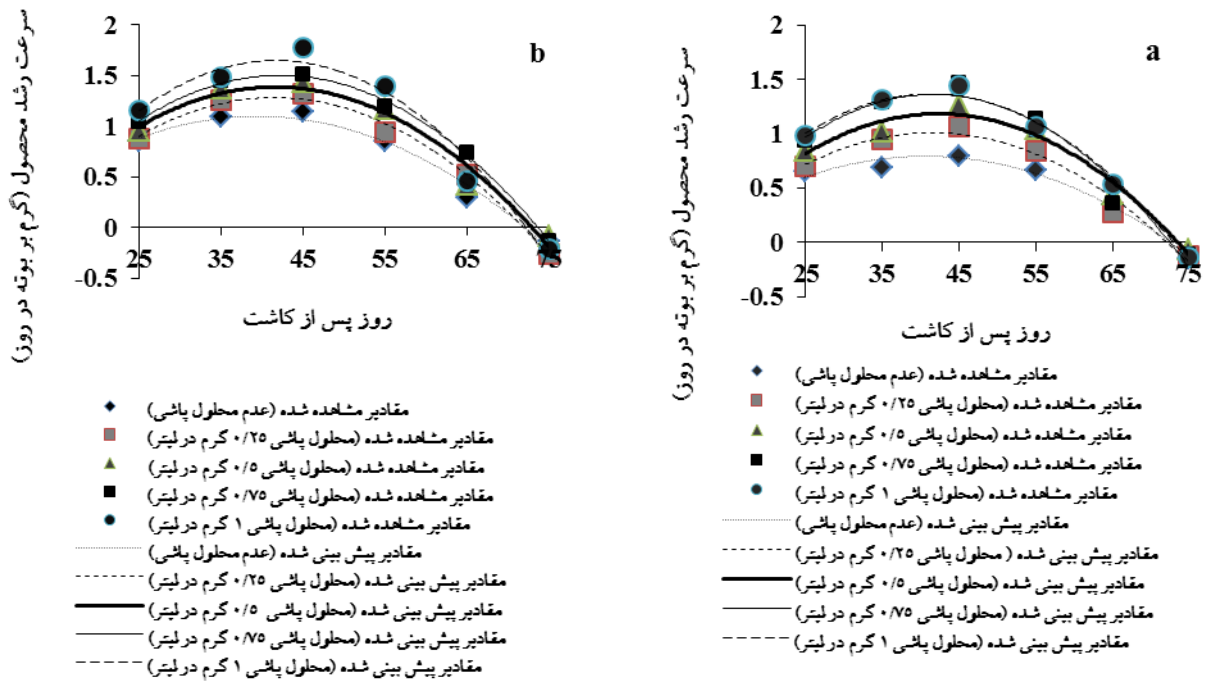 b
سرعت رشد محصول (گرم بر بوته در روز)
2
1.5
1
0.5
0
-0.5
25
35
45
55
65
75
روز پس از کاشت
مقادیر مشاهده شده (عدم محلول پاشی)
مقادیر مشاهده شده (محلول پاشی ۰/۲۵ گرم در لیتر)
مقادیر مشاهده شده (محلول پاشی ۰/۵ گرم در لیتر)
مقادیر مشاهده شده (محلول پاشی ۰/۷۵ گرم در لیتر)
مقادیر مشاهده شده (محلول پاشی ۱ گرم در لیتر)
مقادیر پیش بینی شده (عدم محلول پاشی)
مقادیر پیش بینی شده (محلول پاشی ۰/۲۵ گرم در لیتر)
مقادیر پیش بینی شده (محلول پاشی ۰/۵ گرم در لیتر)
مقادیر پیش بینی شده (محلول پاشی ۰/۷۵ گرم در لیتر)
مقادیر پیش بینی شده (محلول پاشی ۱ گرم در لیتر)
a
سرعت رشد محصول (گرم بر بوته در روز)
2
1.5
1
0.5
0
-0.5
25
35
45
55
65
75
روز پس از کاشت
مقادیر مشاهده شده (عدم محلول پاشی)
مقادیر مشاهده شده (محلول پاشی ۰/۲۵ گرم در لیتر)
مقادیر مشاهده شده (محلول پاشی ۰/۵ گرم در لیتر)
مقادیر مشاهده شده (محلول پاشی ۰/۷۵ گرم در لیتر)
مقادیر مشاهده شده (محلول پاشی ۱ گرم در لیتر)
مقادیر پیش بینی شده (عدم محلول پاشی)
مقادیر پیش بینی شده ( محلول پاشی ۰/۲۵ گرم در لیتر)
مقادیر پیش بینی شده (محلول پاشی ۰/۵ گرم در لیتر)
مقادیر پیش بینی شده (محلول پاشی ۰/۷۵ گرم در لیتر)
مقادیر پیش بینی شده (محلول پاشی ۱ گرم در لیتر)